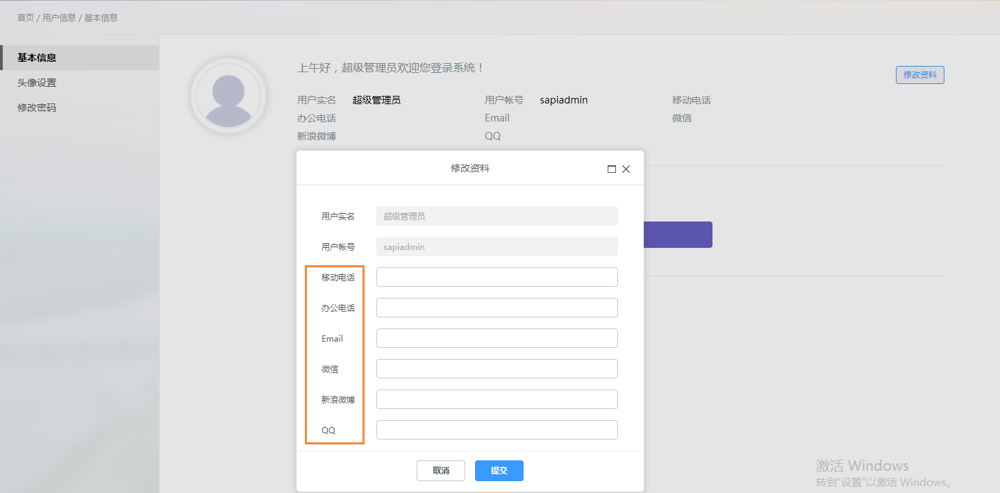 首页 / 用户信息 / 基本信息
基本信息
头像设置
修改密码
上午好，超级管理员欢迎您登录系统！
修改资料
用户实名 超级管理员 用户帐号 sapiadmin 移动电话
办公电话 Email 微信
新浪微博 QQ
修改资料
用户实名 超级管理员
用户帐号 sapiadmin
移动电话
办公电话
Email
微信
新浪微博
QQ
取消 提交
激活 Windows
转到“设置”以激活 Windows。